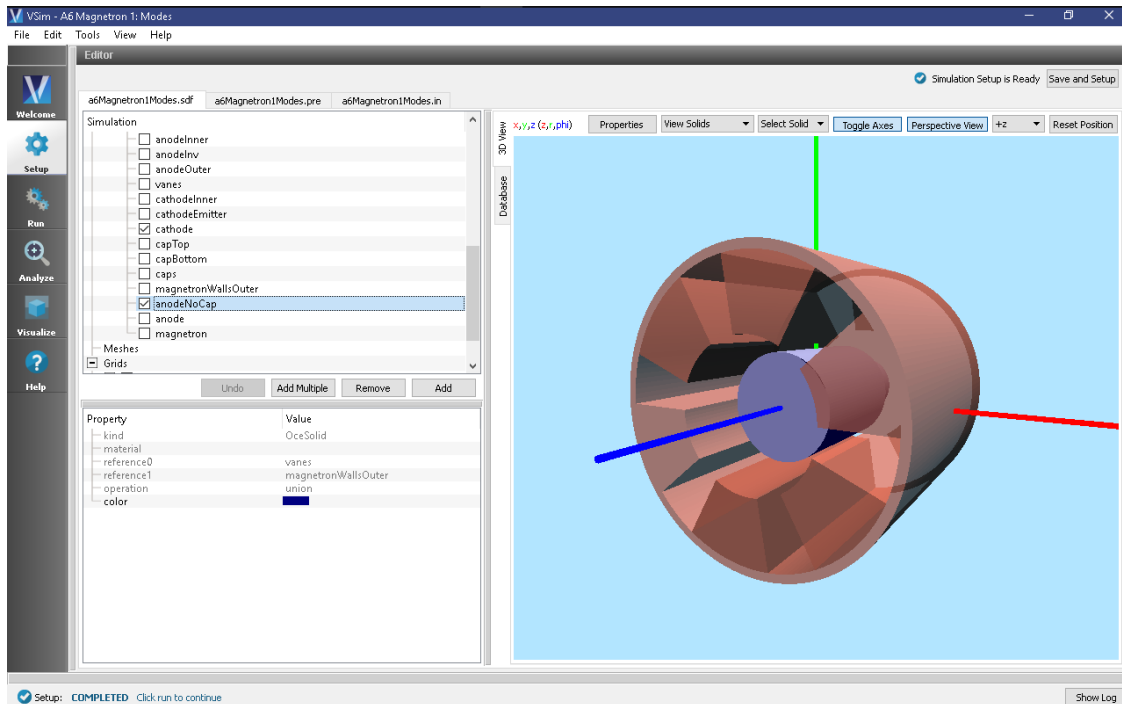 VSim - A6 Magnetron 1: Modes
File Edit Tools View Help
Editor
Simulation Setup is Ready Save and Setup
Welcome
Setup
Run
Analyze
Visualize
Help
a6Magnetron1Modes.sdf a6Magnetron1Modes.pre a6Magnetron1Modes.in
Simulation
anodeInner
anodeInv
anodeOuter
vanes
cathodeInner
cathodeEmitter
cathode
capTop
capBottom
caps
magnetronWallsOuter
anodeNoCap
anode
magnetron
Meshes
Grids
Undo Add Multiple Remove Add
Property Value
kind OceSolid
material
reference0 vanes
reference1 magnetronWallsOuter
operation union
color
3D View
Database
x,y,z (z,r,phi) Properties View Solids Select Solid Toggle Axes Perspective View +z Reset Position
Setup: COMPLETED Click run to continue Show Log